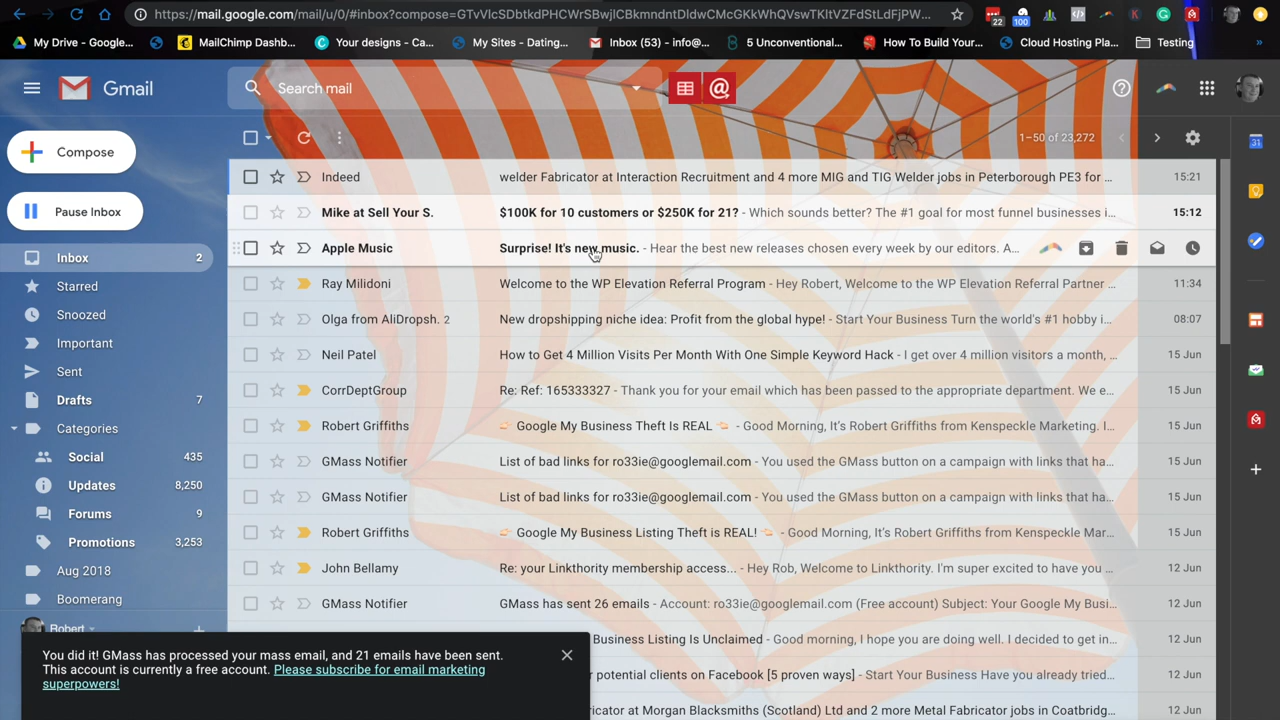 https://mail.google.com/mail/u/0/#inbox?compose=GTvVlcSDbtkdPHCWrSBwjlCBkmndntDldwCMcGKkWhQVswTKltVZFdStLdFjPW...
22
100
My Drive - Google...
MailChimp Dashb...
Your designs - Ca...
My Sites - Dating...
Inbox (53) - info@...
5 Unconventional...
How To Build Your...
Cloud Hosting Pla...
Testing
»
Gmail
Search mail
Compose
1–50 of 23,272
Indeed welder Fabricator at Interaction Recruitment and 4 more MIG and TIG Welder jobs in Peterborough PE3 for ... 15:21
Pause Inbox
Mike at Sell Your S. $100K for 10 customers or $250K for 21? - Which sounds better? The #1 goal for most funnel businesses i... 15:12
Apple Music Surprise! It's new music. - Hear the best new releases chosen every week by our editors. A...
Inbox 2
Ray Milidoni Welcome to the WP Elevation Referral Program - Hey Robert, Welcome to the WP Elevation Referral Partner ... 11:34
Starred
Snoozed
Olga from AliDropsh. 2 New dropshipping niche idea: Profit from the global hype! - Start Your Business Turn the world's #1 hobby i... 08:07
Important
Neil Patel How to Get 4 Million Visits Per Month With One Simple Keyword Hack - I get over 4 million visitors a month, ... 15 Jun
Sent
CorrDeptGroup Re: Ref: 165333327 - Thank you for your email which has been passed to the appropriate department. We e... 15 Jun
Drafts 7
Categories
Robert Griffiths Google My Business Theft Is REAL - Good Morning, It's Robert Griffiths from Kenspeckle Marketing. I... 15 Jun
Social 435
GMass Notifier List of bad links for ro33ie@googlemail.com - You used the GMass button on a campaign with links that ha... 15 Jun
Updates 8,250
GMass Notifier List of bad links for ro33ie@googlemail.com - You used the GMass button on a campaign with links that ha... 15 Jun
Forums 9
Robert Griffiths Google My Business Listing Theft is REAL! - Good Morning, It's Robert Griffiths from Kenspeckle Mar... 15 Jun
Promotions 3,253
John Bellamy Re: your Linkthority membership access... - Hey Rob, Welcome to Linkthority. I'm super excited to have you ... 12 Jun
Aug 2018
Boomerang
GMass Notifier GMass has sent 26 emails - Account: ro33ie@googlemail.com (Free account) Subject: Your Google My Busi... 12 Jun
Robert
Business Listing Is Unclaimed - Good morning, I hope you are doing well. I decided to get in... 12 Jun
potential clients on Facebook [5 proven ways] - Start Your Business Have you already tried... 12 Jun
at Morgan Blacksmiths (Scotland) Ltd and 2 more Metal Fabricator jobs in Coatbridg... 12 Jun
You did it! GMass has processed your mass email, and 21 emails have been sent.
This account is currently a free account. Please subscribe for email marketing
superpowers!
31